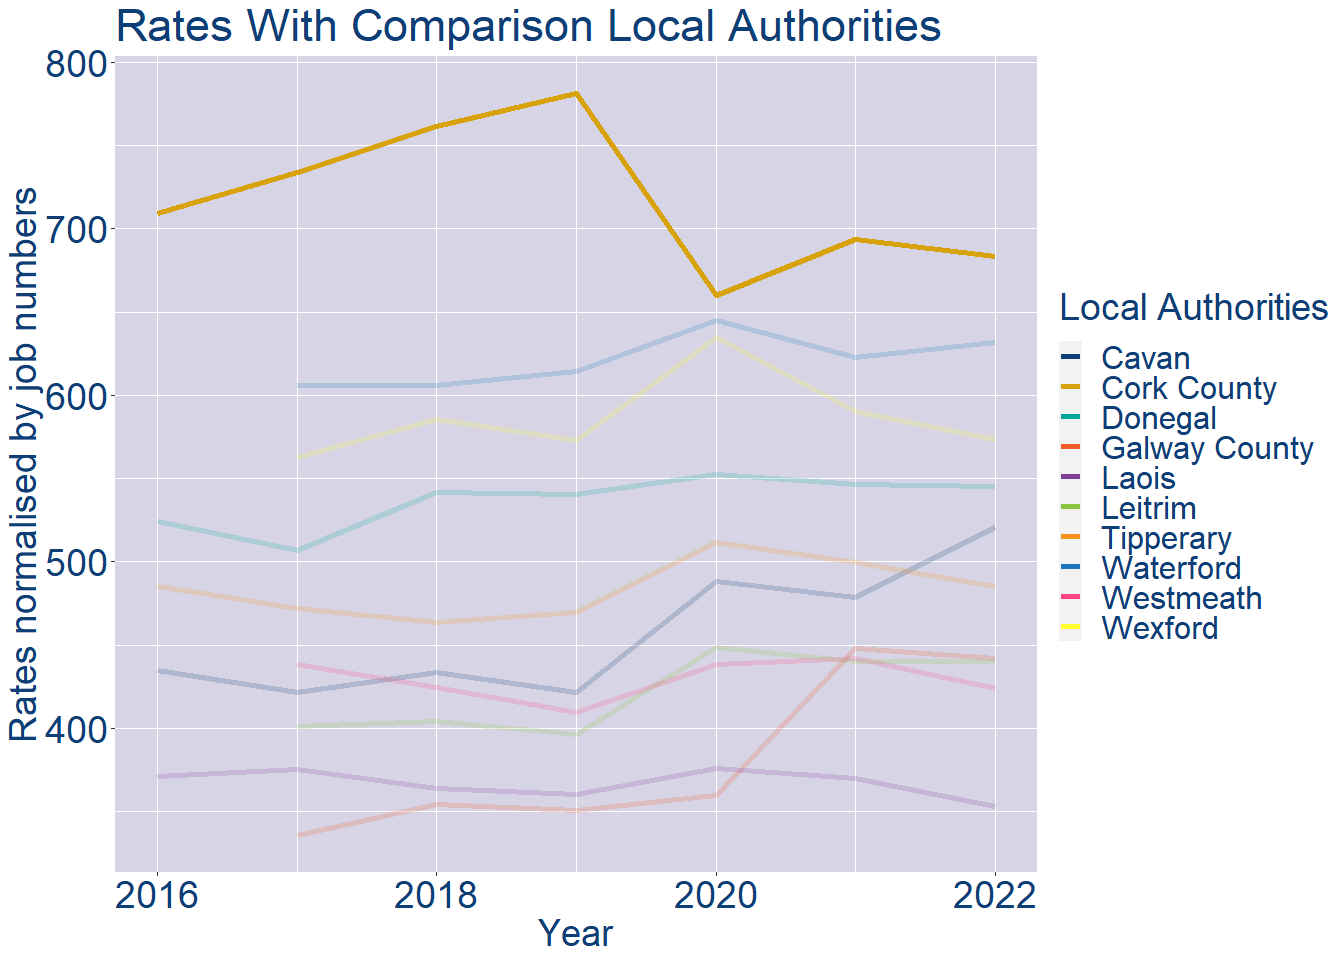 Rates With Comparison Local Authorities
800
700
600
500
400
Rates normalised by job numbers
2016 2018 2020 2022
Year
Local Authorities
Cavan
Cork County
Donegal
Galway County
Laois
Leitrim
Tipperary
Waterford
Westmeath
Wexford